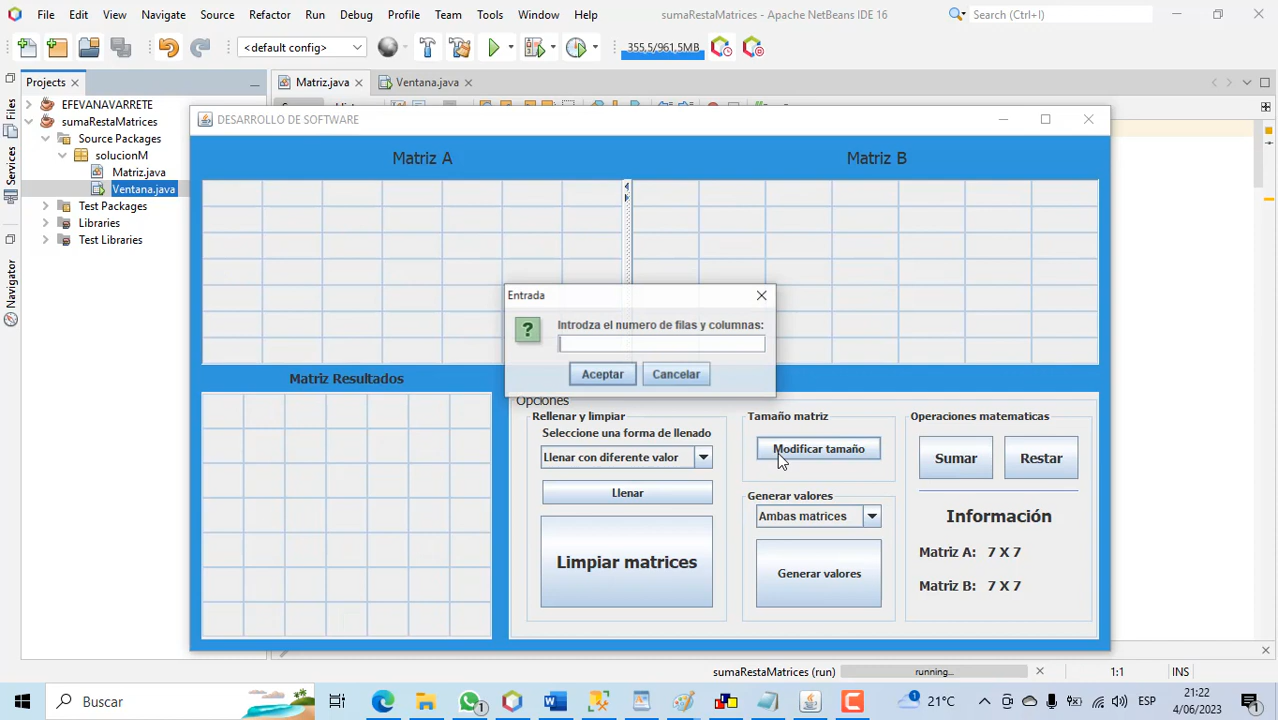 File Edit View Navigate Source Refactor Run Debug Profile Team Tools Window Help sumaRestaMatrices - Apache NetBeans IDE 16 Search (Ctrl+I)
<default config> 355,5/961,5MB
Projects Matriz.java Ventana.java
Files
Services
Navigator
EFEVANAVARRETE
sumaRestaMatrices
Source Packages
solucionM
Matriz.java
Ventana.java
Test Packages
Libraries
Test Libraries
DESARROLLO DE SOFTWARE
Matriz A Matriz B
Entrada
Introdza el numero de filas y columnas:
Aceptar Cancelar
Matriz Resultados
Opciones
Rellenar y limpiar
Seleccione una forma de llenado
Llenar con diferente valor
Llenar
Limpiar matrices
Tamaño matriz
Modificar tamaño
Generar valores
Ambas matrices
Generar valores
Operaciones matematicas
Sumar Restar
Información
Matriz A: 7 X 7
Matriz B: 7 X 7
sumaRestaMatrices (run) running... 1:1 INS
Buscar 1 1 21°C ESP 21:22
4/06/2023 1